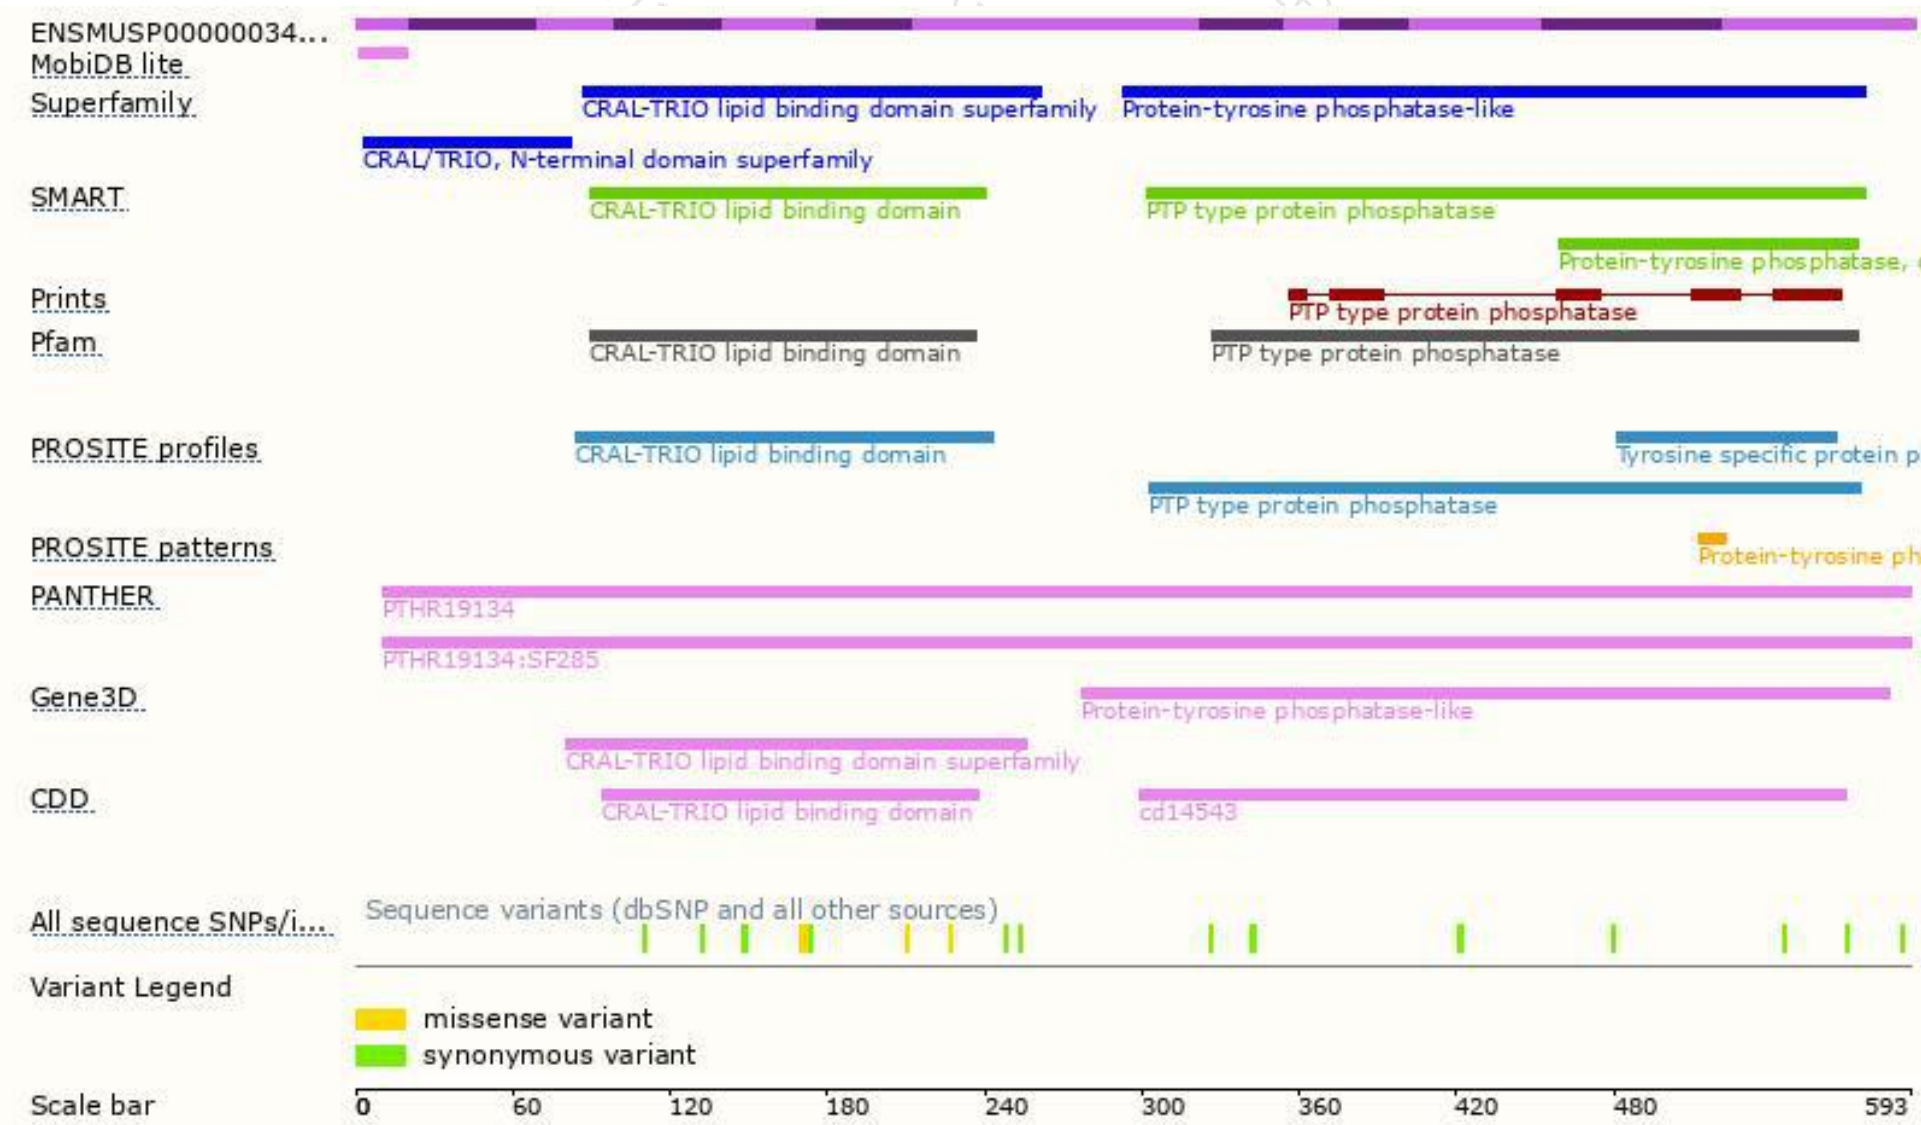 ENSMUSP00000034...
MobiDB lite
Superfamily
CRAL-TRIO lipid binding domain superfamily Protein-tyrosine phosphatase-like
CRAL/TRIO, N-terminal domain superfamily
SMART
CRAL-TRIO lipid binding domain PTP type protein phosphatase
Protein-tyrosine phosphatase,
Prints
PTP type protein phosphatase
Pfam
CRAL-TRIO lipid binding domain PTP type protein phosphatase
PROSITE profiles
CRAL-TRIO lipid binding domain Tyrosine specific protein p
PTP type protein phosphatase
PROSITE patterns
Protein-tyrosine ph
PANTHER
PTHR19134
PTHR19134:SF285
Gene3D
Protein-tyrosine phosphatase-like
CRAL-TRIO lipid binding domain superfamily
CDD
CRAL-TRIO lipid binding domain cd14543
Sequence variants (dbSNP and all other sources)
All sequence SNPs/i...
Variant Legend
missense variant
synonymous variant
Scale bar 0 60 120 180 240 300 360 420 480 593